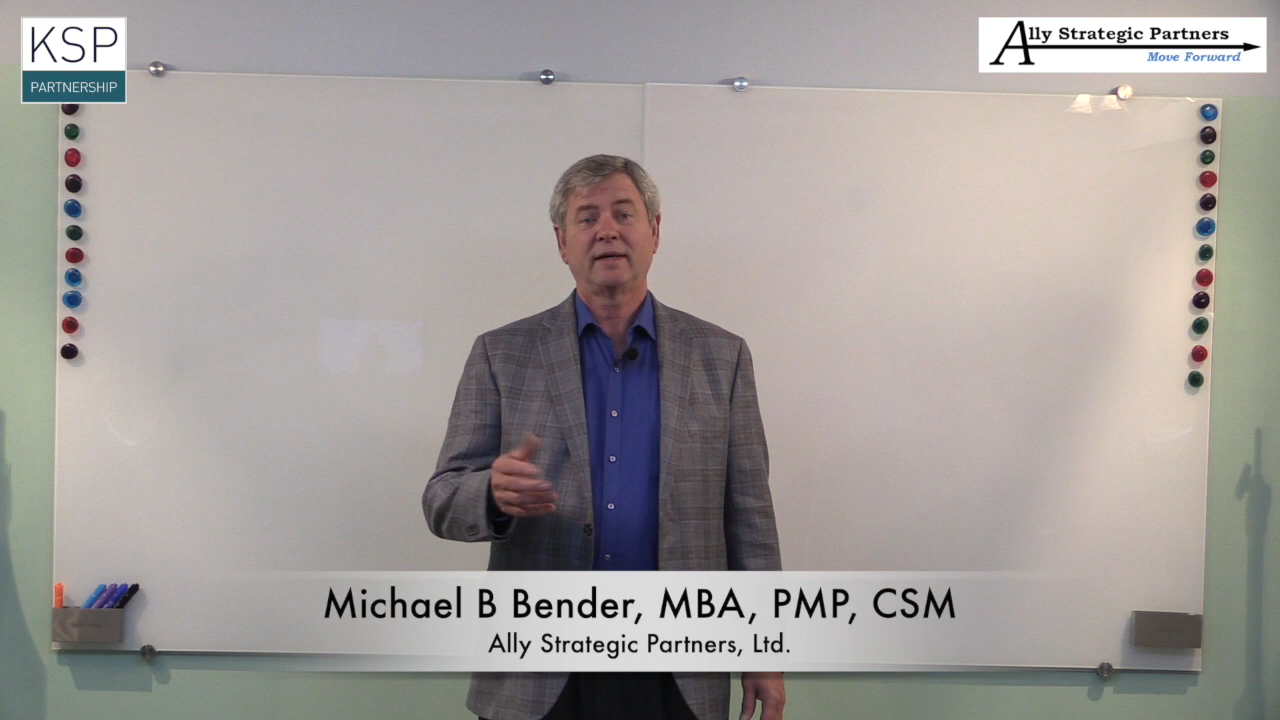 KSP
PARTNERSHIP
Ally Strategic Partners
Move Forward
Michael B Bender, MBA, PMP, CSM
Ally Strategic Partners, Ltd.